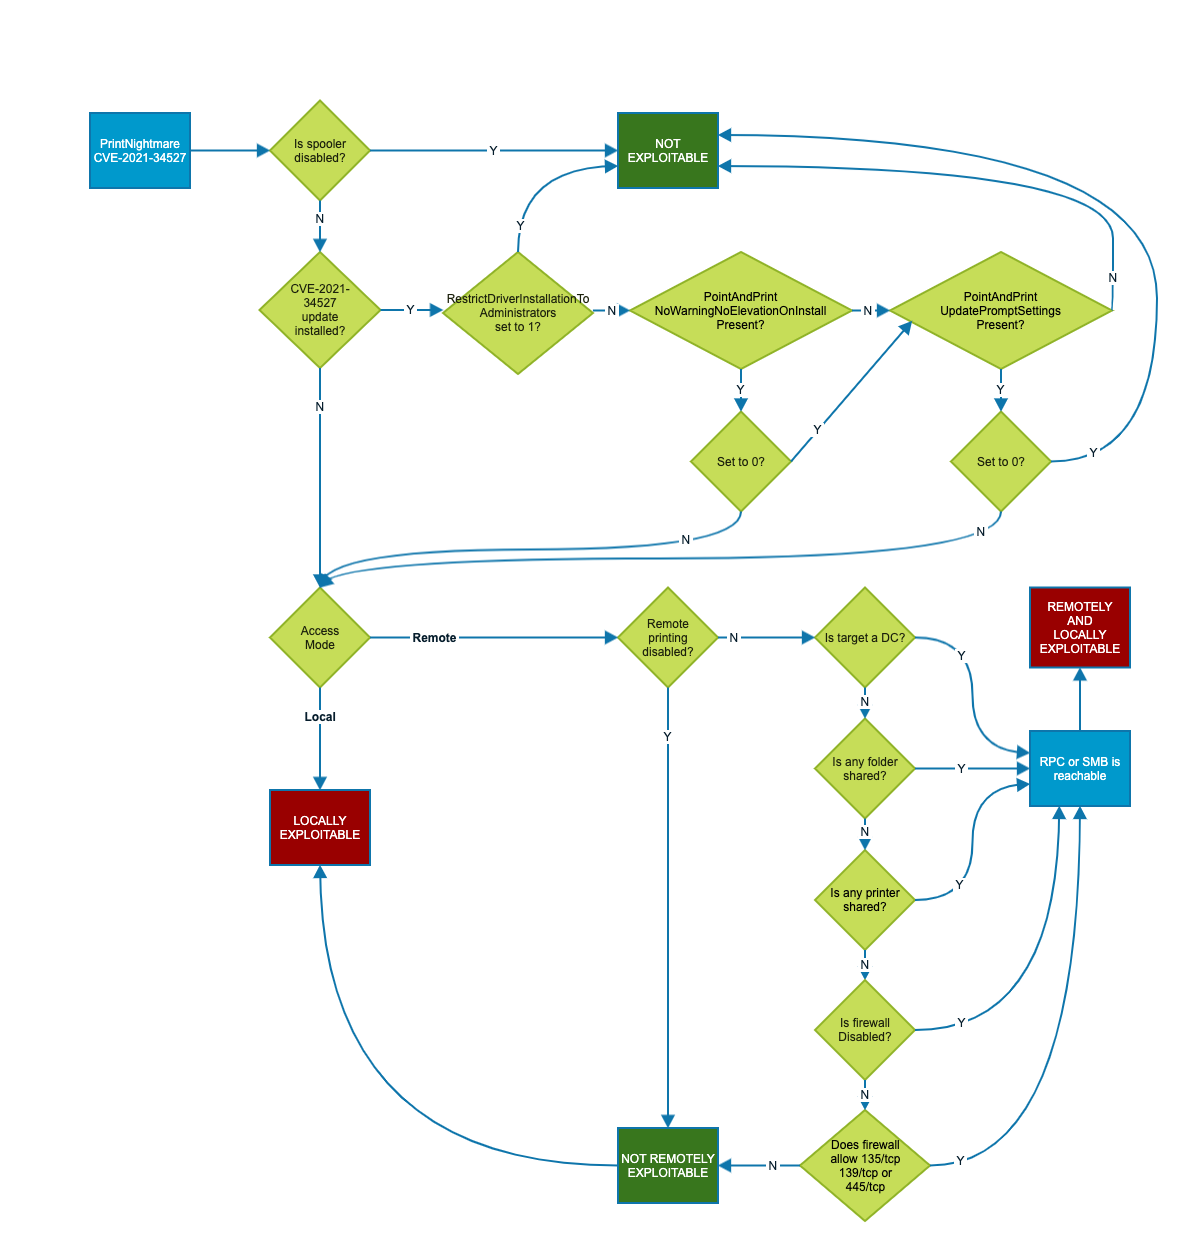 PrintNightmare
CVE-2021-34527
Is spooler
disabled?
Y
NOT
EXPLOITABLE
N
Y
CVE-2021-
34527
update
installed?
Y
RestrictDriverInstallationTo
Administrators
set to 1?
N
PointAndPrint
NoWarningNoElevationOnInstall
Present?
N
PointAndPrint
UpdatePromptSettings
Present?
N
N
Y
Y
Set to 0?
Y
Set to 0?
Y
N
N
Access
Mode
Remote
Remote
printing
disabled?
N
Is target a DC?
Y
REMOTELY
AND
LOCALLY
EXPLOITABLE
Local
Y
N
Is any folder
shared?
Y
RPC or SMB is
reachable
LOCALLY
EXPLOITABLE
N
Is any printer
shared?
Y
N
Is firewall
Disabled?
Y
N
NOT REMOTELY
EXPLOITABLE
N
Does firewall
allow 135/tcp
139/tcp or
445/tcp
Y